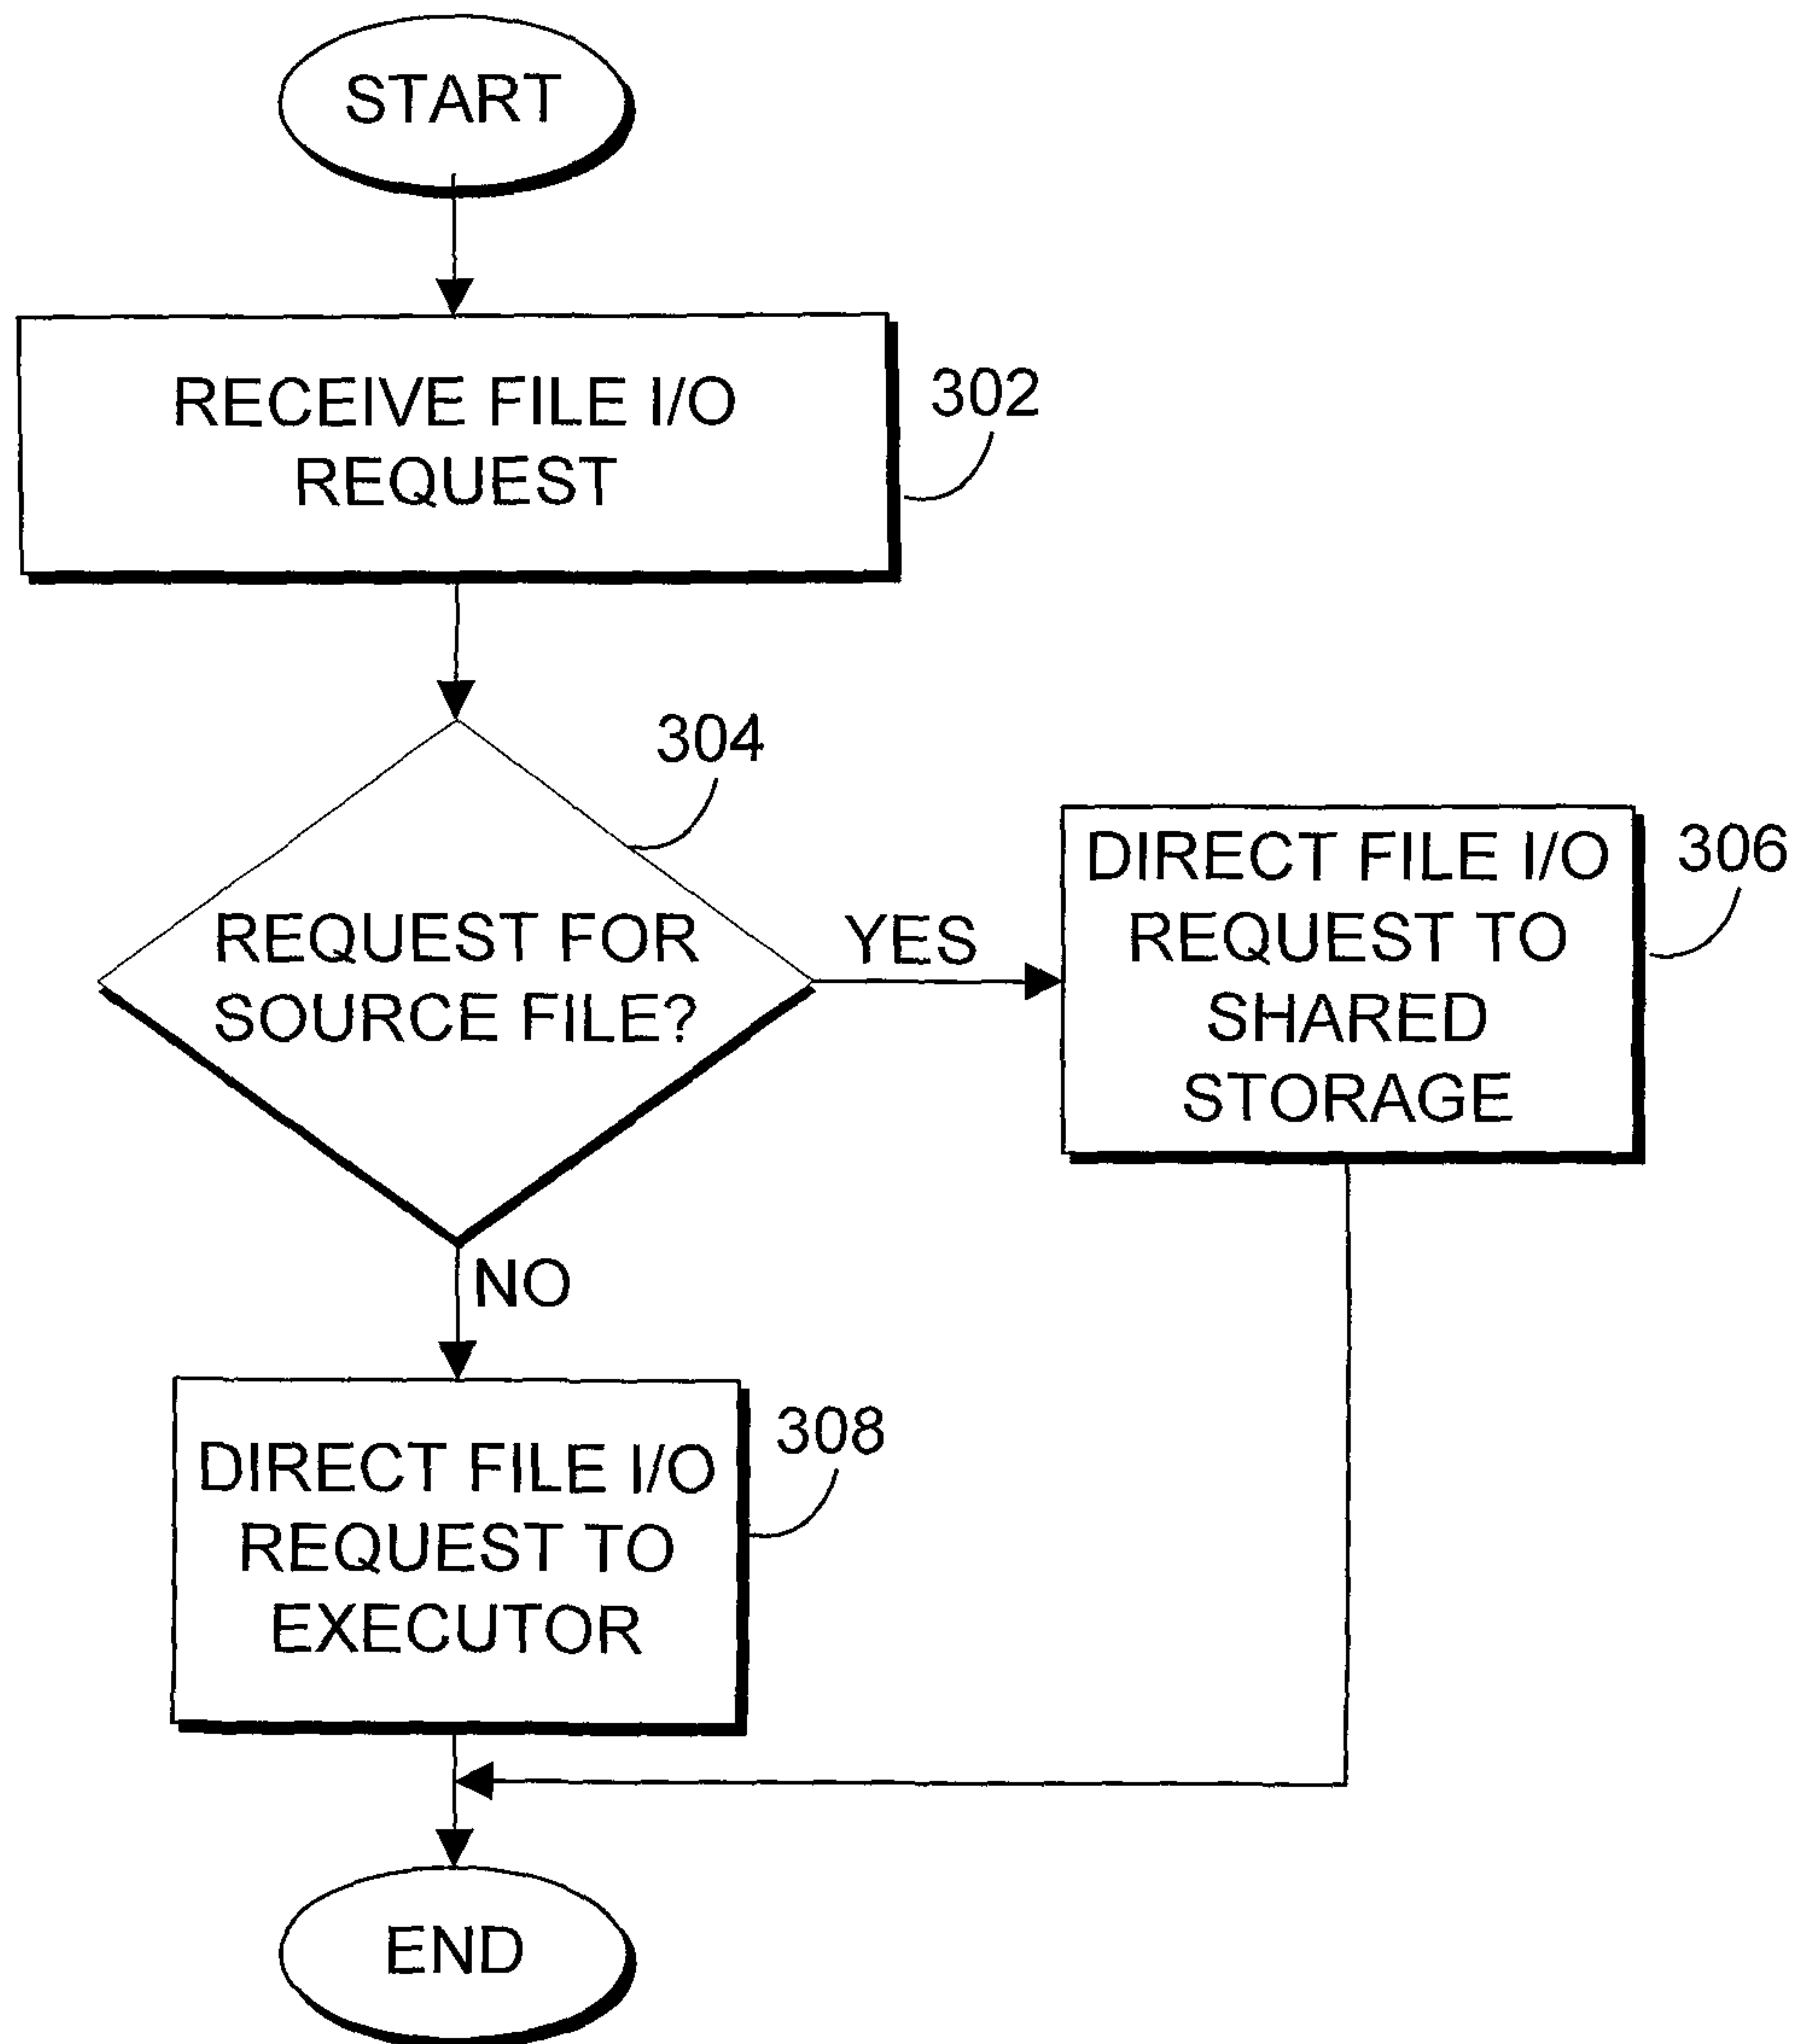 START
RECEIVE FILE I/O
REQUEST
302
304
REQUEST FOR
SOURCE FILE?
YES
DIRECT FILE I/O
REQUEST TO
SHARED
STORAGE
306
NO
DIRECT FILE I/O
REQUEST TO
EXECUTOR
308
END